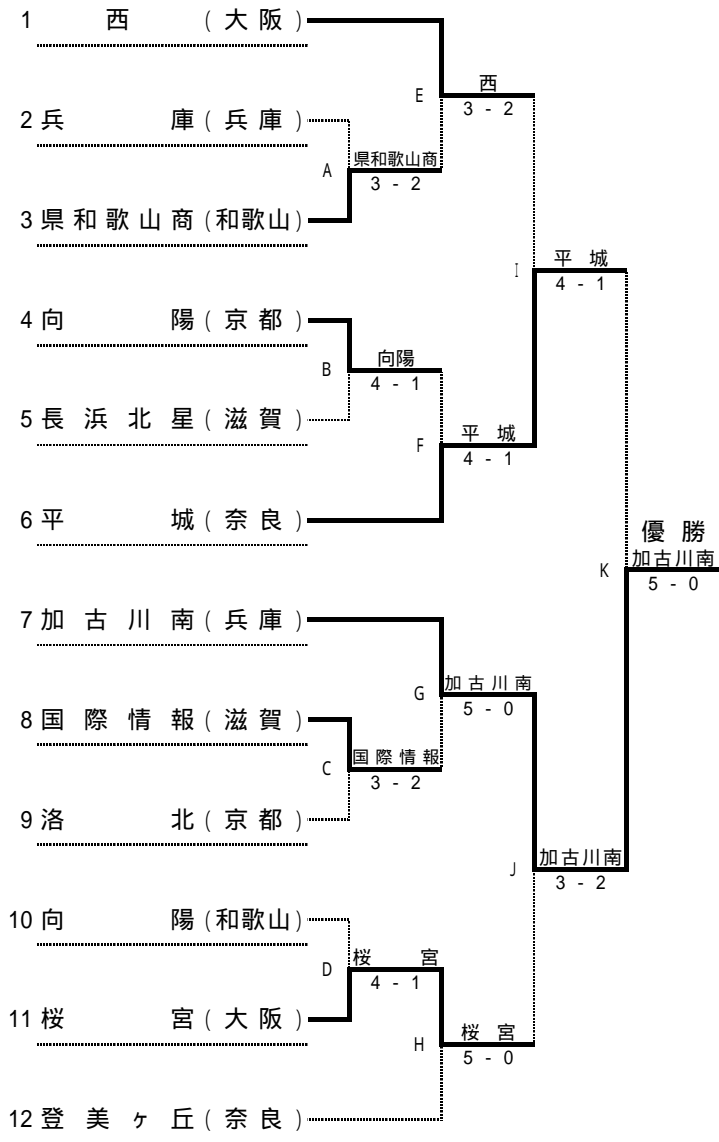 1 西 (大阪)
E 西
3 - 2
2 兵庫(兵庫)
A 県和歌山商
3 - 2
3 県和歌山商(和歌山)
I 平城
4 - 1
4 向陽(京都)
B 向陽
4 - 1
5 長浜北星(滋賀)
F 平城
4 - 1
6 平城(奈良)
優勝
K 加古川南
5 - 0
7 加古川南(兵庫)
G 加古川南
5 - 0
8 国際情報(滋賀)
C 国際情報
3 - 2
9 洛北(京都)
J 加古川南
3 - 2
10 向陽(和歌山)
D 桜宮
4 - 1
11 桜宮(大阪)
H 桜宮
5 - 0
12 登美ヶ丘(奈良)